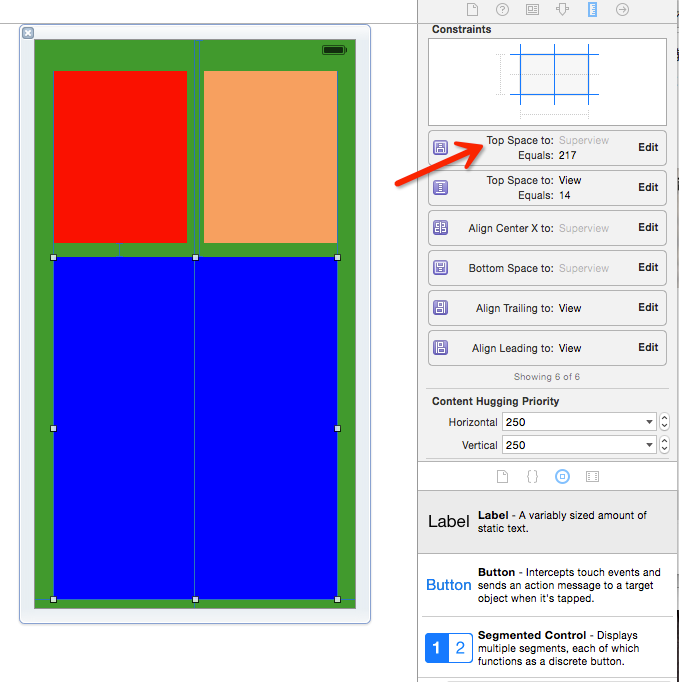 Constraints
Top Space to: Superview
Equals: 217
Edit
Top Space to: View
Equals: 14
Edit
Align Center X to: Superview
Edit
Bottom Space to: Superview
Edit
Align Trailing to: View
Edit
Align Leading to: View
Edit
Showing 6 of 6
Content Hugging Priority
Horizontal 250
Vertical 250
Label
Label - A variably sized amount of
static text.
Button
Button - Intercepts touch events and
sends an action message to a target
object when it's tapped.
1 2
Segmented Control - Displays
multiple segments, each of which
functions as a discrete button.